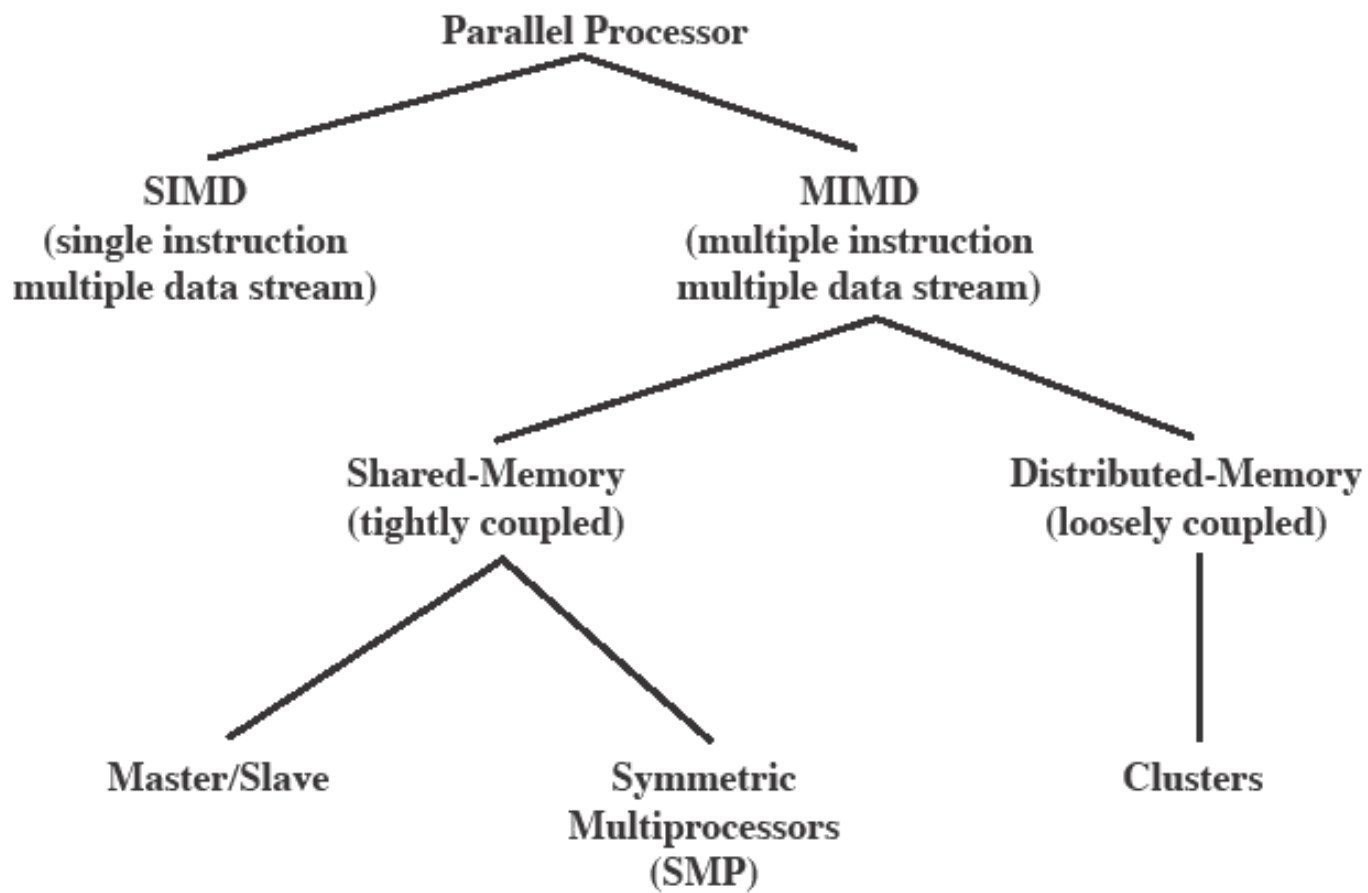 Parallel Processor
SIMD
(single instruction
multiple data stream)
MIMD
(multiple instruction
multiple data stream)
Shared-Memory
(tightly coupled)
Distributed-Memory
(loosely coupled)
Master/Slave
Symmetric
Multiprocessors
(SMP)
Clusters